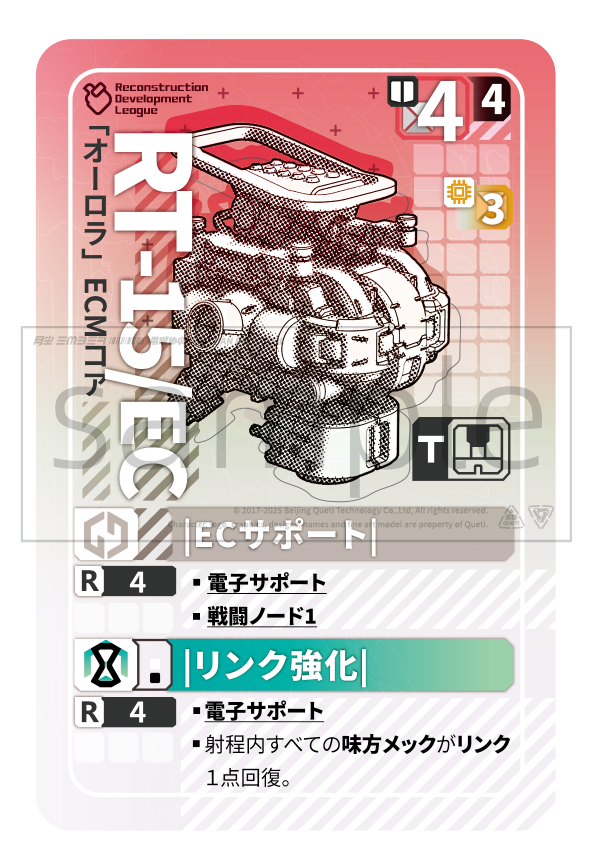 Reconstruction
Development
League
4
4
3
「オーロラ」ECMコア
RT-15/EC
sample
T
© 2017-2025 Beijing Queti Technology Co.,Ltd, All rights reserved.
|ECサポート|
R 4
▪ 電子サポート
▪ 戦闘ノード1
|リンク強化|
R 4
▪ 電子サポート
▪ 射程内すべての味方メックがリンク
1点回復。